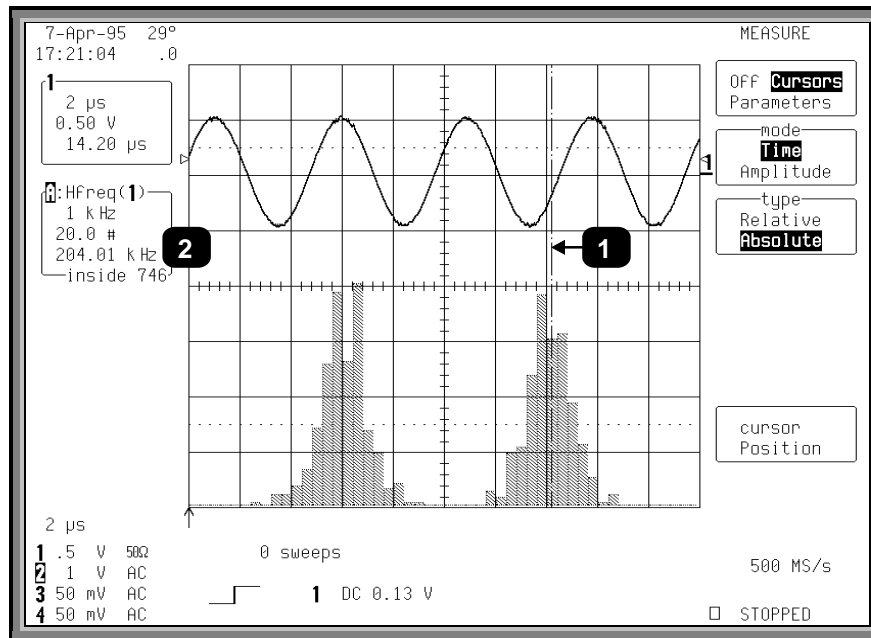 7-Apr-95 29°
17:21:04 .0
1
2 µs
0.50 V
14.20 µs
A:Hfreq(1)
1 kHz
20.0 #
204.01 kHz
inside 746
2
1
1
MEASURE
Off Cursors
Parameters
mode
Time
Amplitude
type
Relative
Absolute
cursor
Position
2 µs
1 .5 V 50Ω
2 1 V AC
3 50 mV AC
4 50 mV AC
0 sweeps
1 DC 0.13 V
500 MS/s
STOPPED